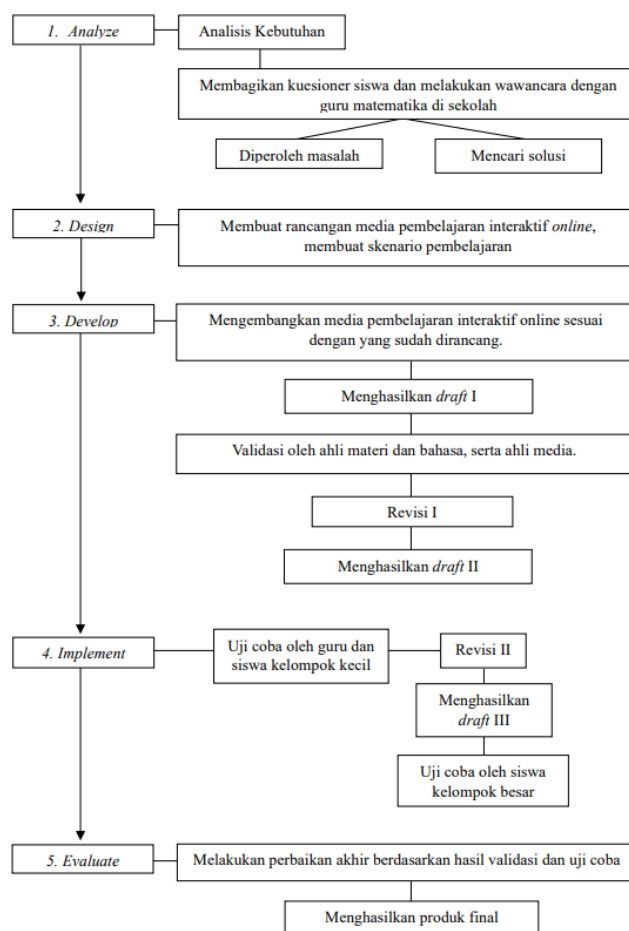 1. Analyze
Analisis Kebutuhan
Membagikan kuesioner siswa dan melakukan wawancara dengan
guru matematika di sekolah
Diperoleh masalah
Mencari solusi
2. Design
Membuat rancangan media pembelajaran interaktif online,
membuat skenario pembelajaran
3. Develop
Mengembangkan media pembelajaran interaktif online sesuai
dengan yang sudah dirancang.
Menghasilkan draft I
Validasi oleh ahli materi dan bahasa, serta ahli media.
Revisi I
Menghasilkan draft II
4. Implement
Uji coba oleh guru dan
siswa kelompok kecil
Revisi II
Menghasilkan
draft III
Uji coba oleh siswa
kelompok besar
5. Evaluate
Melakukan perbaikan akhir berdasarkan hasil validasi dan uji coba
Menghasilkan produk final